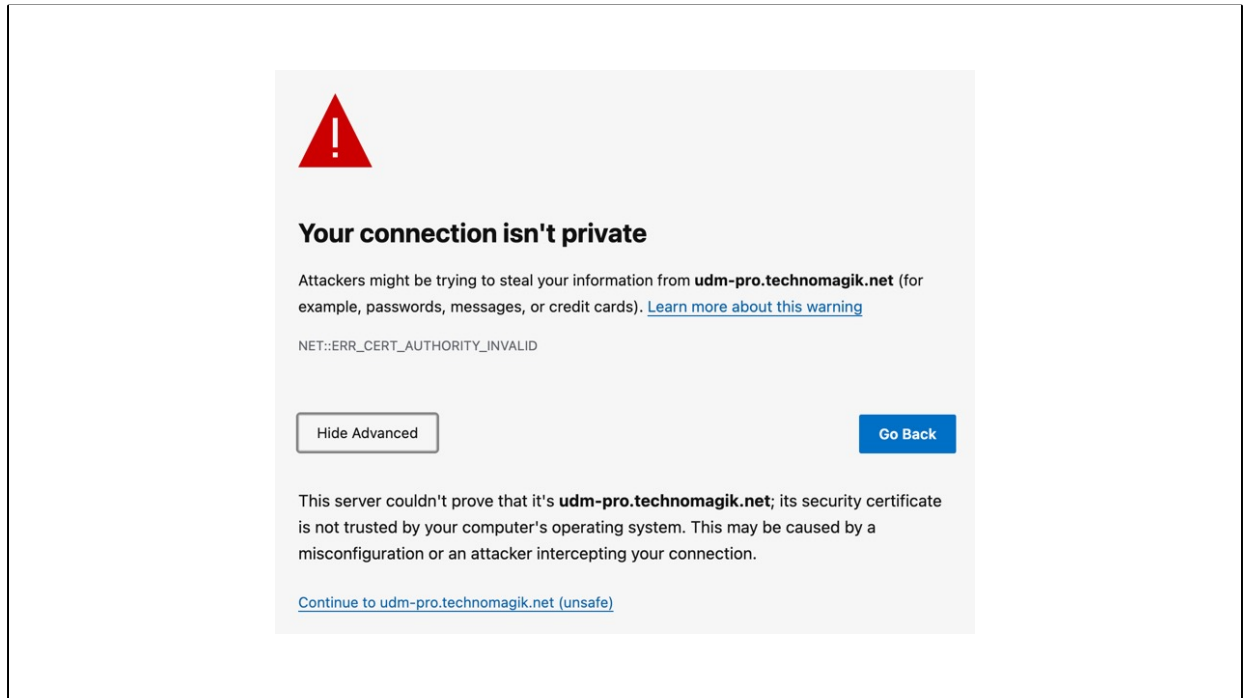 Your connection isn't private
Attackers might be trying to steal your information from udm-pro.technomagik.net (for
example, passwords, messages, or credit cards). Learn more about this warning
NET::ERR_CERT_AUTHORITY_INVALID
Hide Advanced
Go Back
This server couldn't prove that it's udm-pro.technomagik.net; its security certificate
is not trusted by your computer's operating system. This may be caused by a
misconfiguration or an attacker intercepting your connection.
Continue to udm-pro.technomagik.net (unsafe)